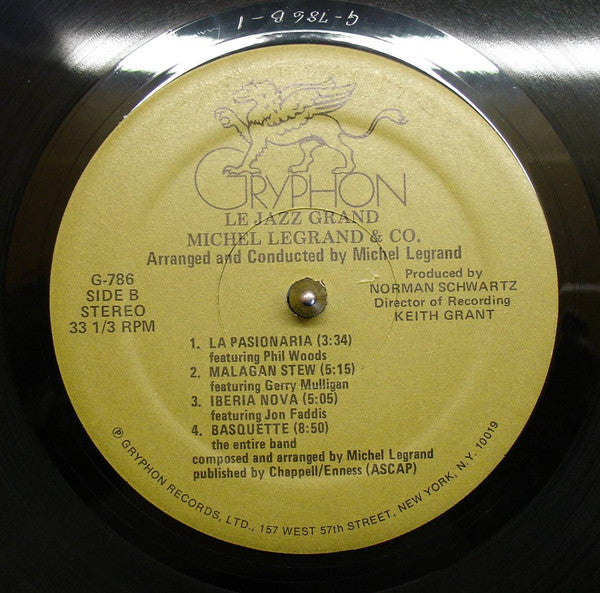 G-786 B-1
GRYPHON
LE JAZZ GRAND
MICHEL LEGRAND & CO.
Arranged and Conducted by Michel Legrand
G-786
SIDE B
STEREO
33 1/3 RPM
Produced by
NORMAN SCHWARTZ
Director of Recording
KEITH GRANT
1. LA PASIONARIA (3:34)
featuring Phil Woods
2. MALAGAN STEW (5:15)
featuring Gerry Mulligan
3. IBERIA NOVA (5:05)
featuring Jon Faddis
4. BASQUETTE (8:50)
the entire band
composed and arranged by Michel Legrand
published by Chappell/Enness (ASCAP)
℗ GRYPHON RECORDS, LTD., 157 WEST 57th STREET, NEW YORK, N.Y. 10019